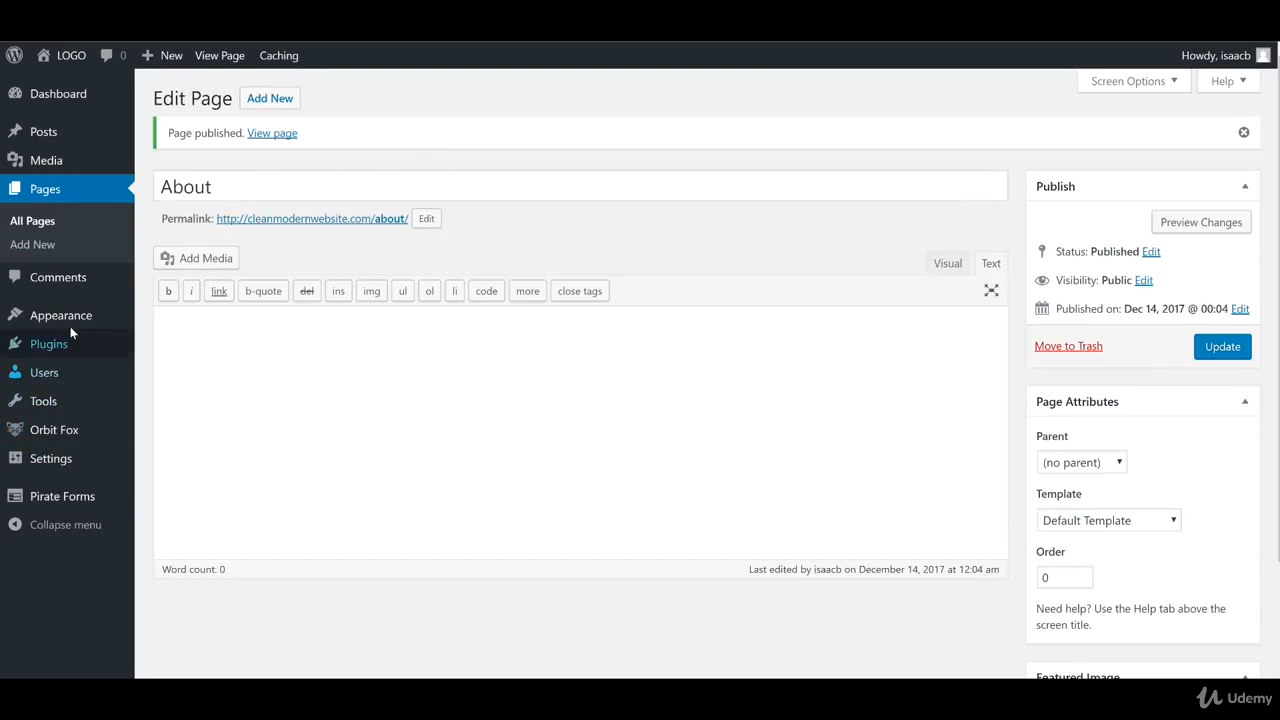 LOGO 0 New View Page Caching Howdy, isaacb
Screen Options Help
Dashboard
Posts
Media
Pages
All Pages
Add New
Comments
Appearance
Plugins
Users
Tools
Orbit Fox
Settings
Pirate Forms
Collapse menu
Edit Page Add New
Page published. View page
About
Permalink: http://cleanmodernwebsite.com/about/ Edit
Add Media
Visual Text
b i link b-quote del ins img ul ol li code more close tags
Word count: 0 Last edited by isaacb on December 14, 2017 at 12:04 am
Publish
Preview Changes
Status: Published Edit
Visibility: Public Edit
Published on: Dec 14, 2017 @ 00:04 Edit
Move to Trash Update
Page Attributes
Parent
(no parent)
Template
Default Template
Order
0
Need help? Use the Help tab above the
screen title.
Featured Image
Udemy